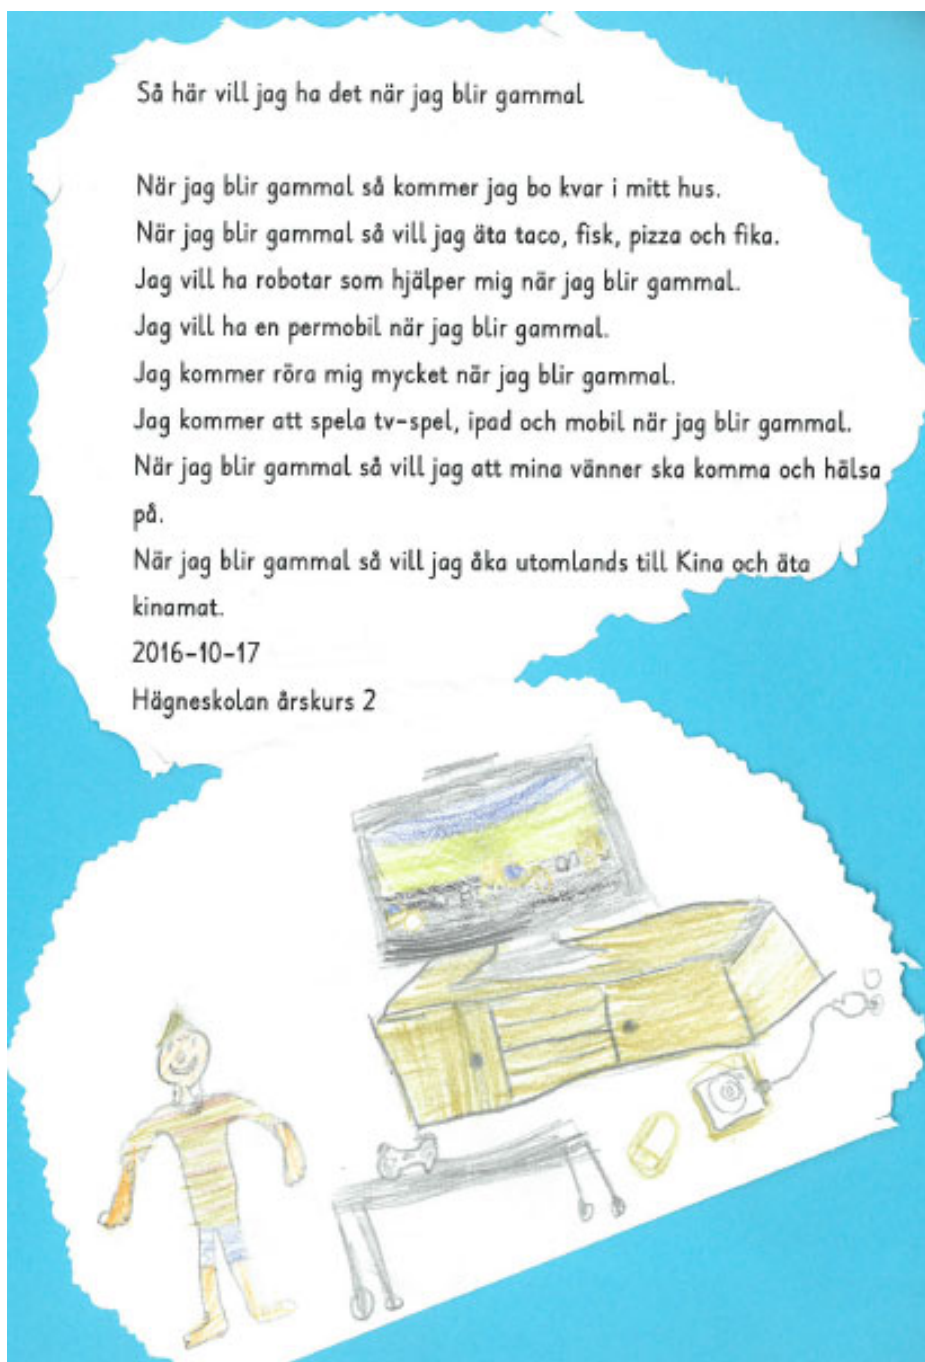 Så här vill jag ha det när jag blir gammal
När jag blir gammal så kommer jag bo kvar i mitt hus.
När jag blir gammal så vill jag äta taco, fisk, pizza och fika.
Jag vill ha robotar som hjälper mig när jag blir gammal.
Jag vill ha en permobil när jag blir gammal.
Jag kommer röra mig mycket när jag blir gammal.
Jag kommer att spela tv-spel, ipad och mobil när jag blir gammal.
När jag blir gammal så vill jag att mina vänner ska komma och hälsa
på.
När jag blir gammal så vill jag åka utomlands till Kina och äta
kinamat.
2016-10-17
Hägneskolan årskurs 2